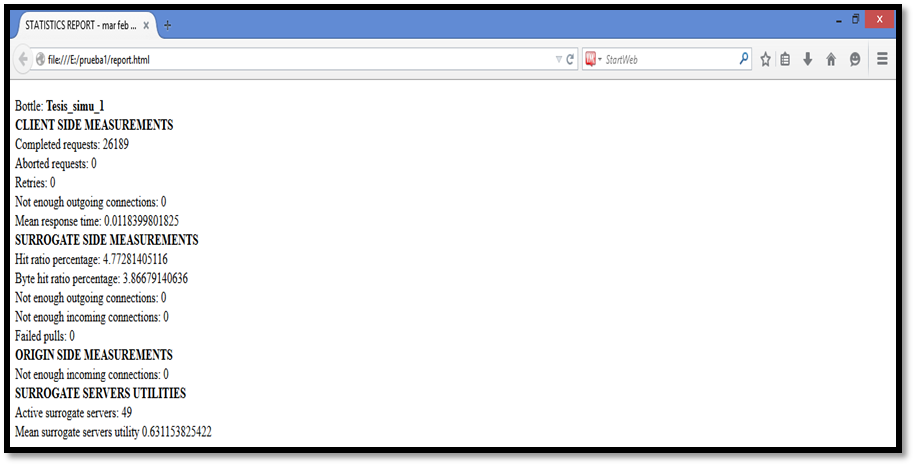 STATISTICS REPORT - mar feb ...
file:///E:/prueba1/report.html
StartWeb
Bottle: Tesis_simu_1
CLIENT SIDE MEASUREMENTS
Completed requests: 26189
Aborted requests: 0
Retries: 0
Not enough outgoing connections: 0
Mean response time: 0.0118399801825
SURROGATE SIDE MEASUREMENTS
Hit ratio percentage: 4.77281405116
Byte hit ratio percentage: 3.86679140636
Not enough outgoing connections: 0
Not enough incoming connections: 0
Failed pulls: 0
ORIGIN SIDE MEASUREMENTS
Not enough incoming connections: 0
SURROGATE SERVERS UTILITIES
Active surrogate servers: 49
Mean surrogate servers utility 0.631153825422